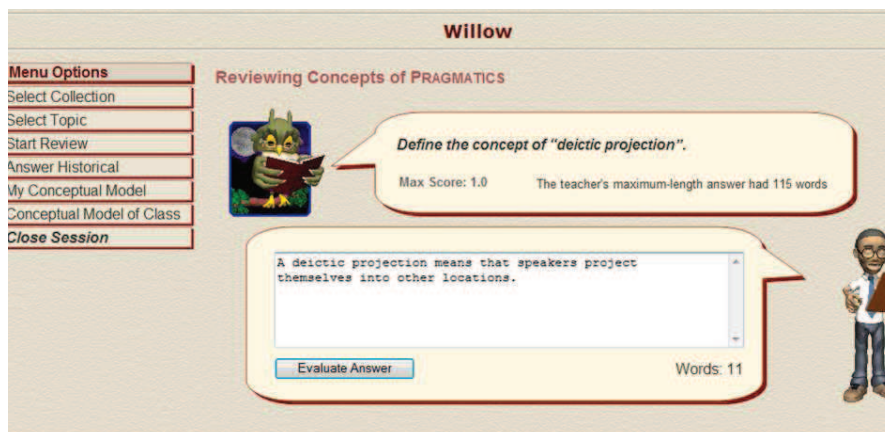 Willow
Menu Options
Select Collection
Select Topic
Start Review
Answer Historical
My Conceptual Model
Conceptual Model of Class
Close Session
Reviewing Concepts of PRAGMATICS
Define the concept of "deictic projection".
Max Score: 1.0 The teacher's maximum-length answer had 115 words
A deictic projection means that speakers project
themselves into other locations.
Evaluate Answer Words: 11